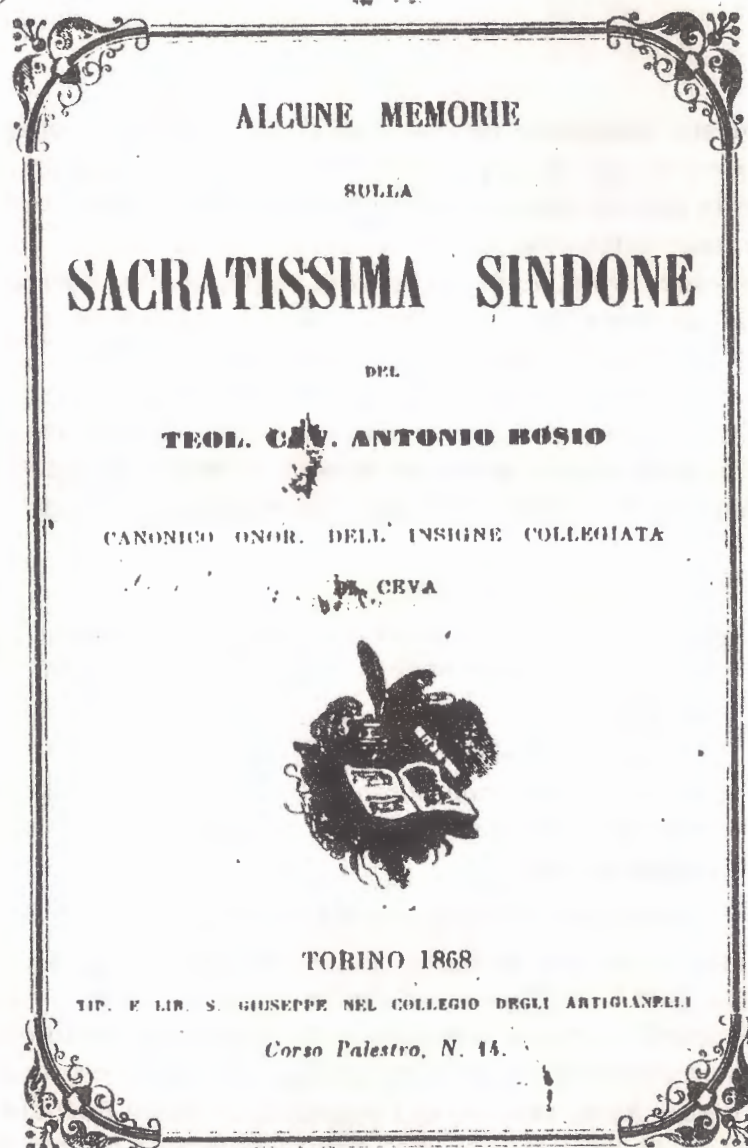 ALCUNE MEMORIE
SULLA
SACRATISSIMA SINDONE
DEL
TEOL. CAV. ANTONIO BOSIO
CANONICO ONOR. DELL' INSIGNE COLLEGIATA
DI CEVA
TORINO 1868
TIP. E LIB. S. GIUSEPPE NEL COLLEGIO DEGLI ARTIGIANELLI
Corso Palestro, N. 14.